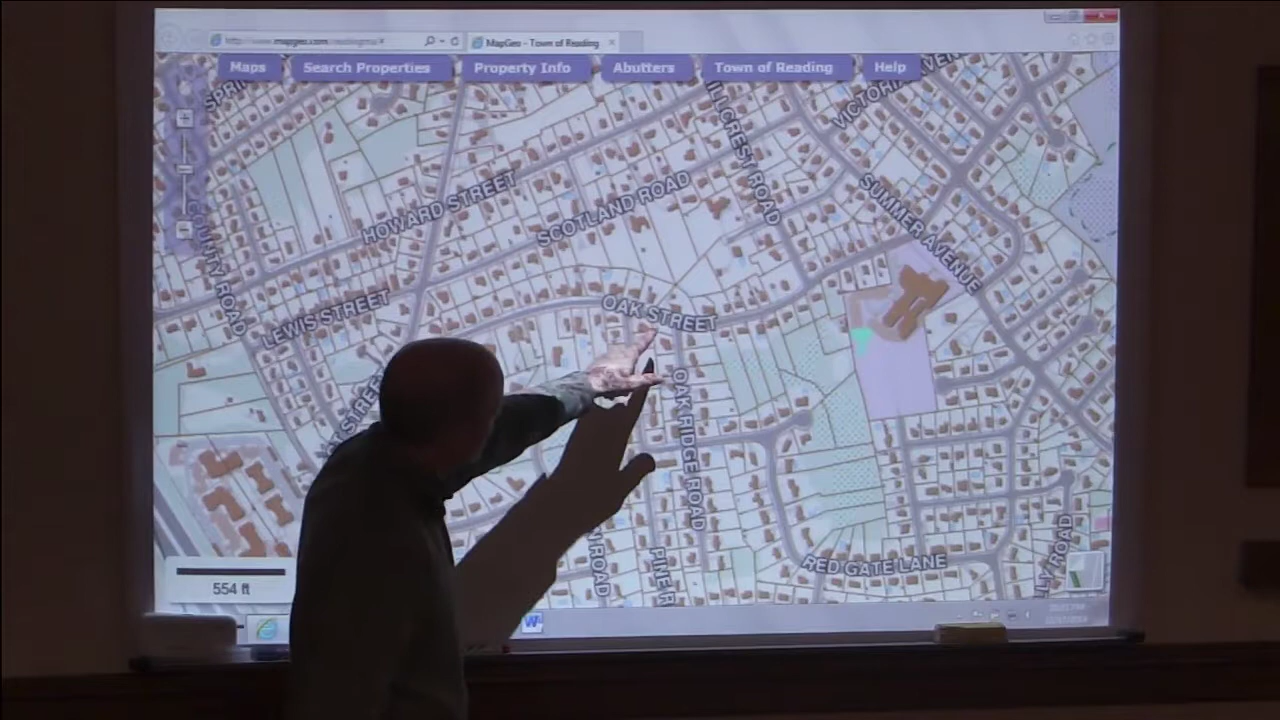 MapGeo - Town of Reading
Maps
Search Properties
Property Info
Abutters
Town of Reading
Help
HOWARD STREET
SCOTLAND ROAD
SUMMER AVENUE
LEWIS STREET
OAK STREET
OAK RIDGE ROAD
RED GATE LANE
ROAD
554 ft
W